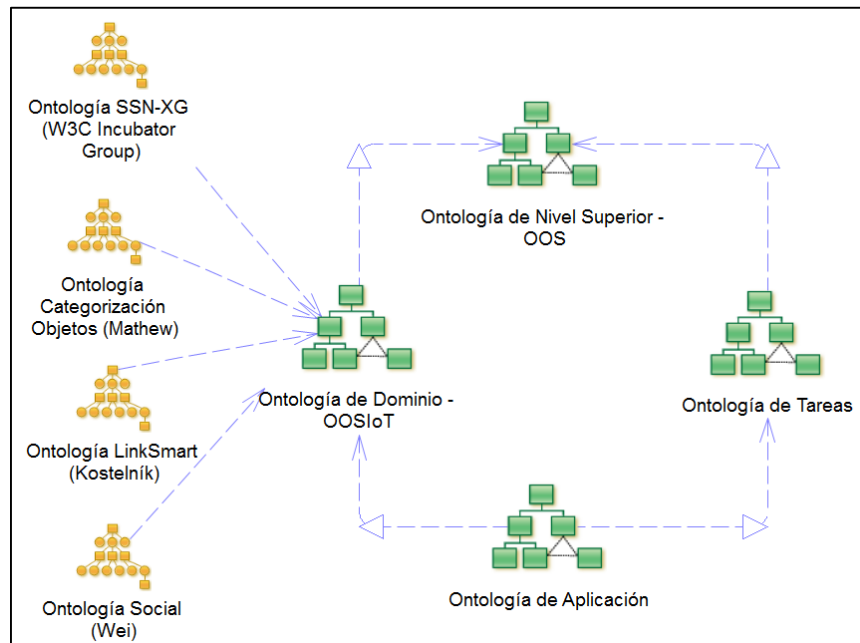 Ontología SSN-XG
(W3C Incubator
Group)
Ontología de Nivel Superior -
OOS
Ontología
Categorización
Objetos (Mathew)
Ontología de Dominio -
OOSIoT
Ontología de Tareas
Ontología LinkSmart
(Kostelník)
Ontología de Aplicación
Ontología Social
(Wei)